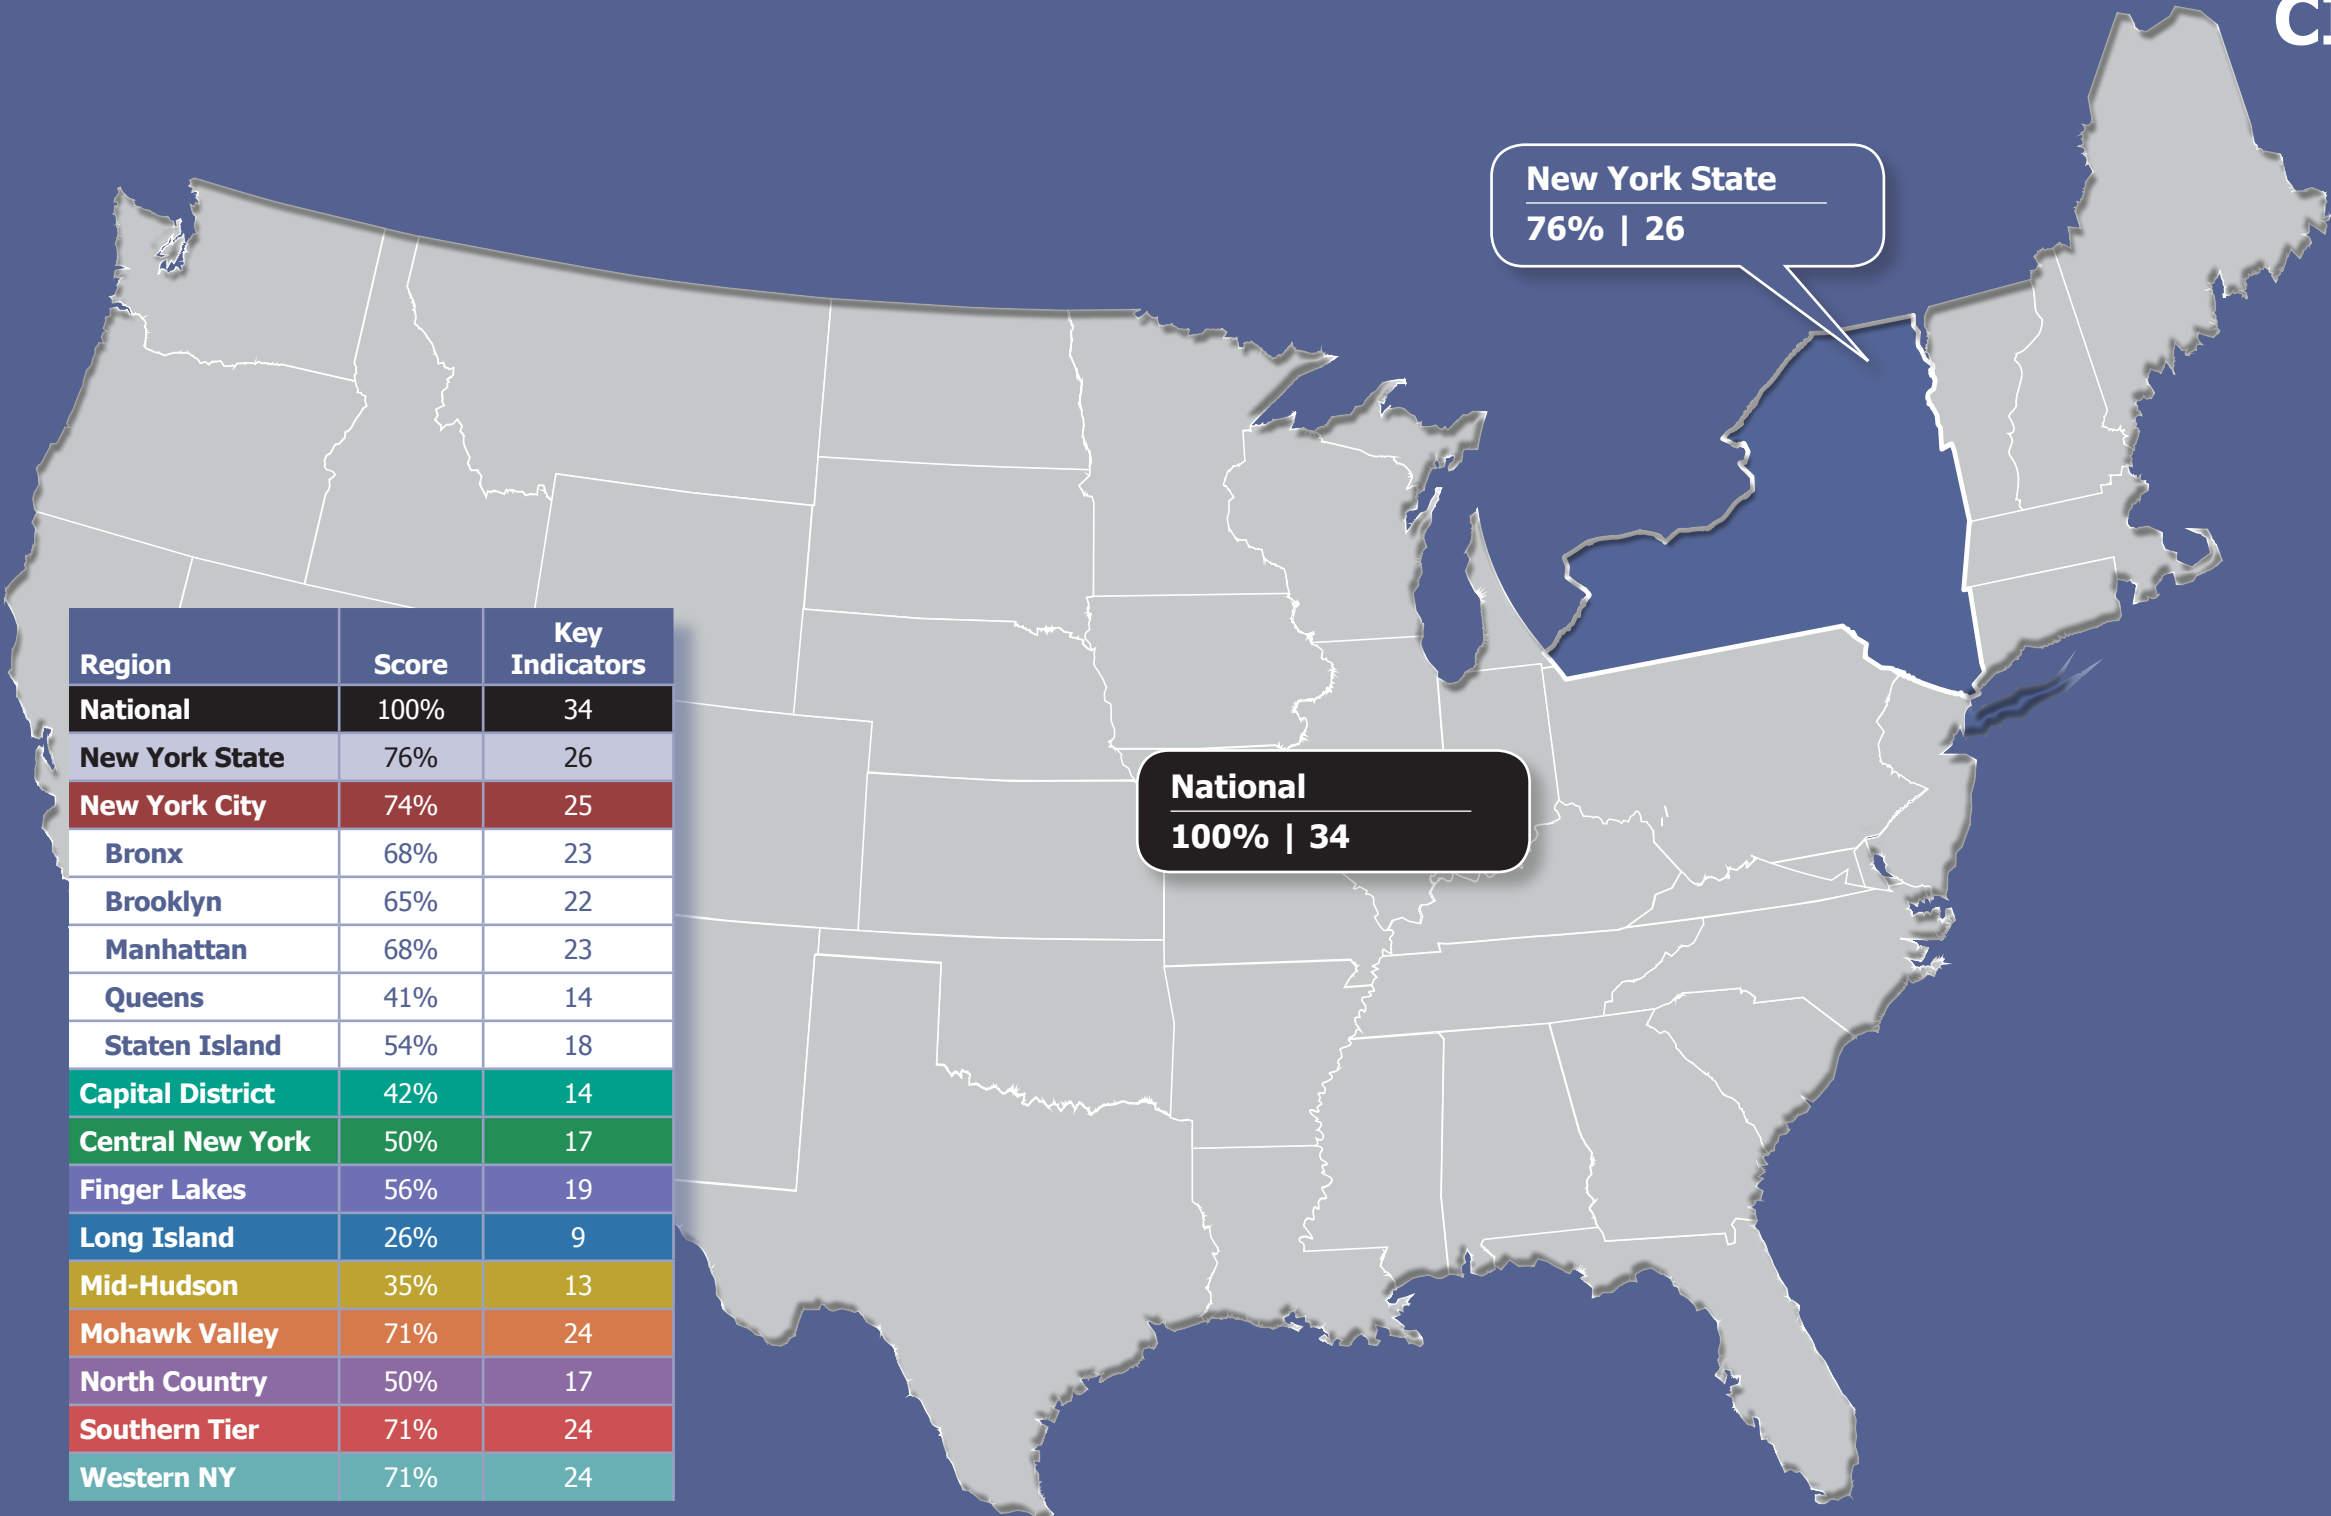 New York State
76% | 26
Region Score Key Indicators
National 100% 34
New York State 76% 26
New York City 74% 25
Bronx 68% 23
Brooklyn 65% 22
Manhattan 68% 23
Queens 41% 14
Staten Island 54% 18
Capital District 42% 14
Central New York 50% 17
Finger Lakes 56% 19
Long Island 26% 9
Mid-Hudson 35% 13
Mohawk Valley 71% 24
North Country 50% 17
Southern Tier 71% 24
Western NY 71% 24
National
100% | 34